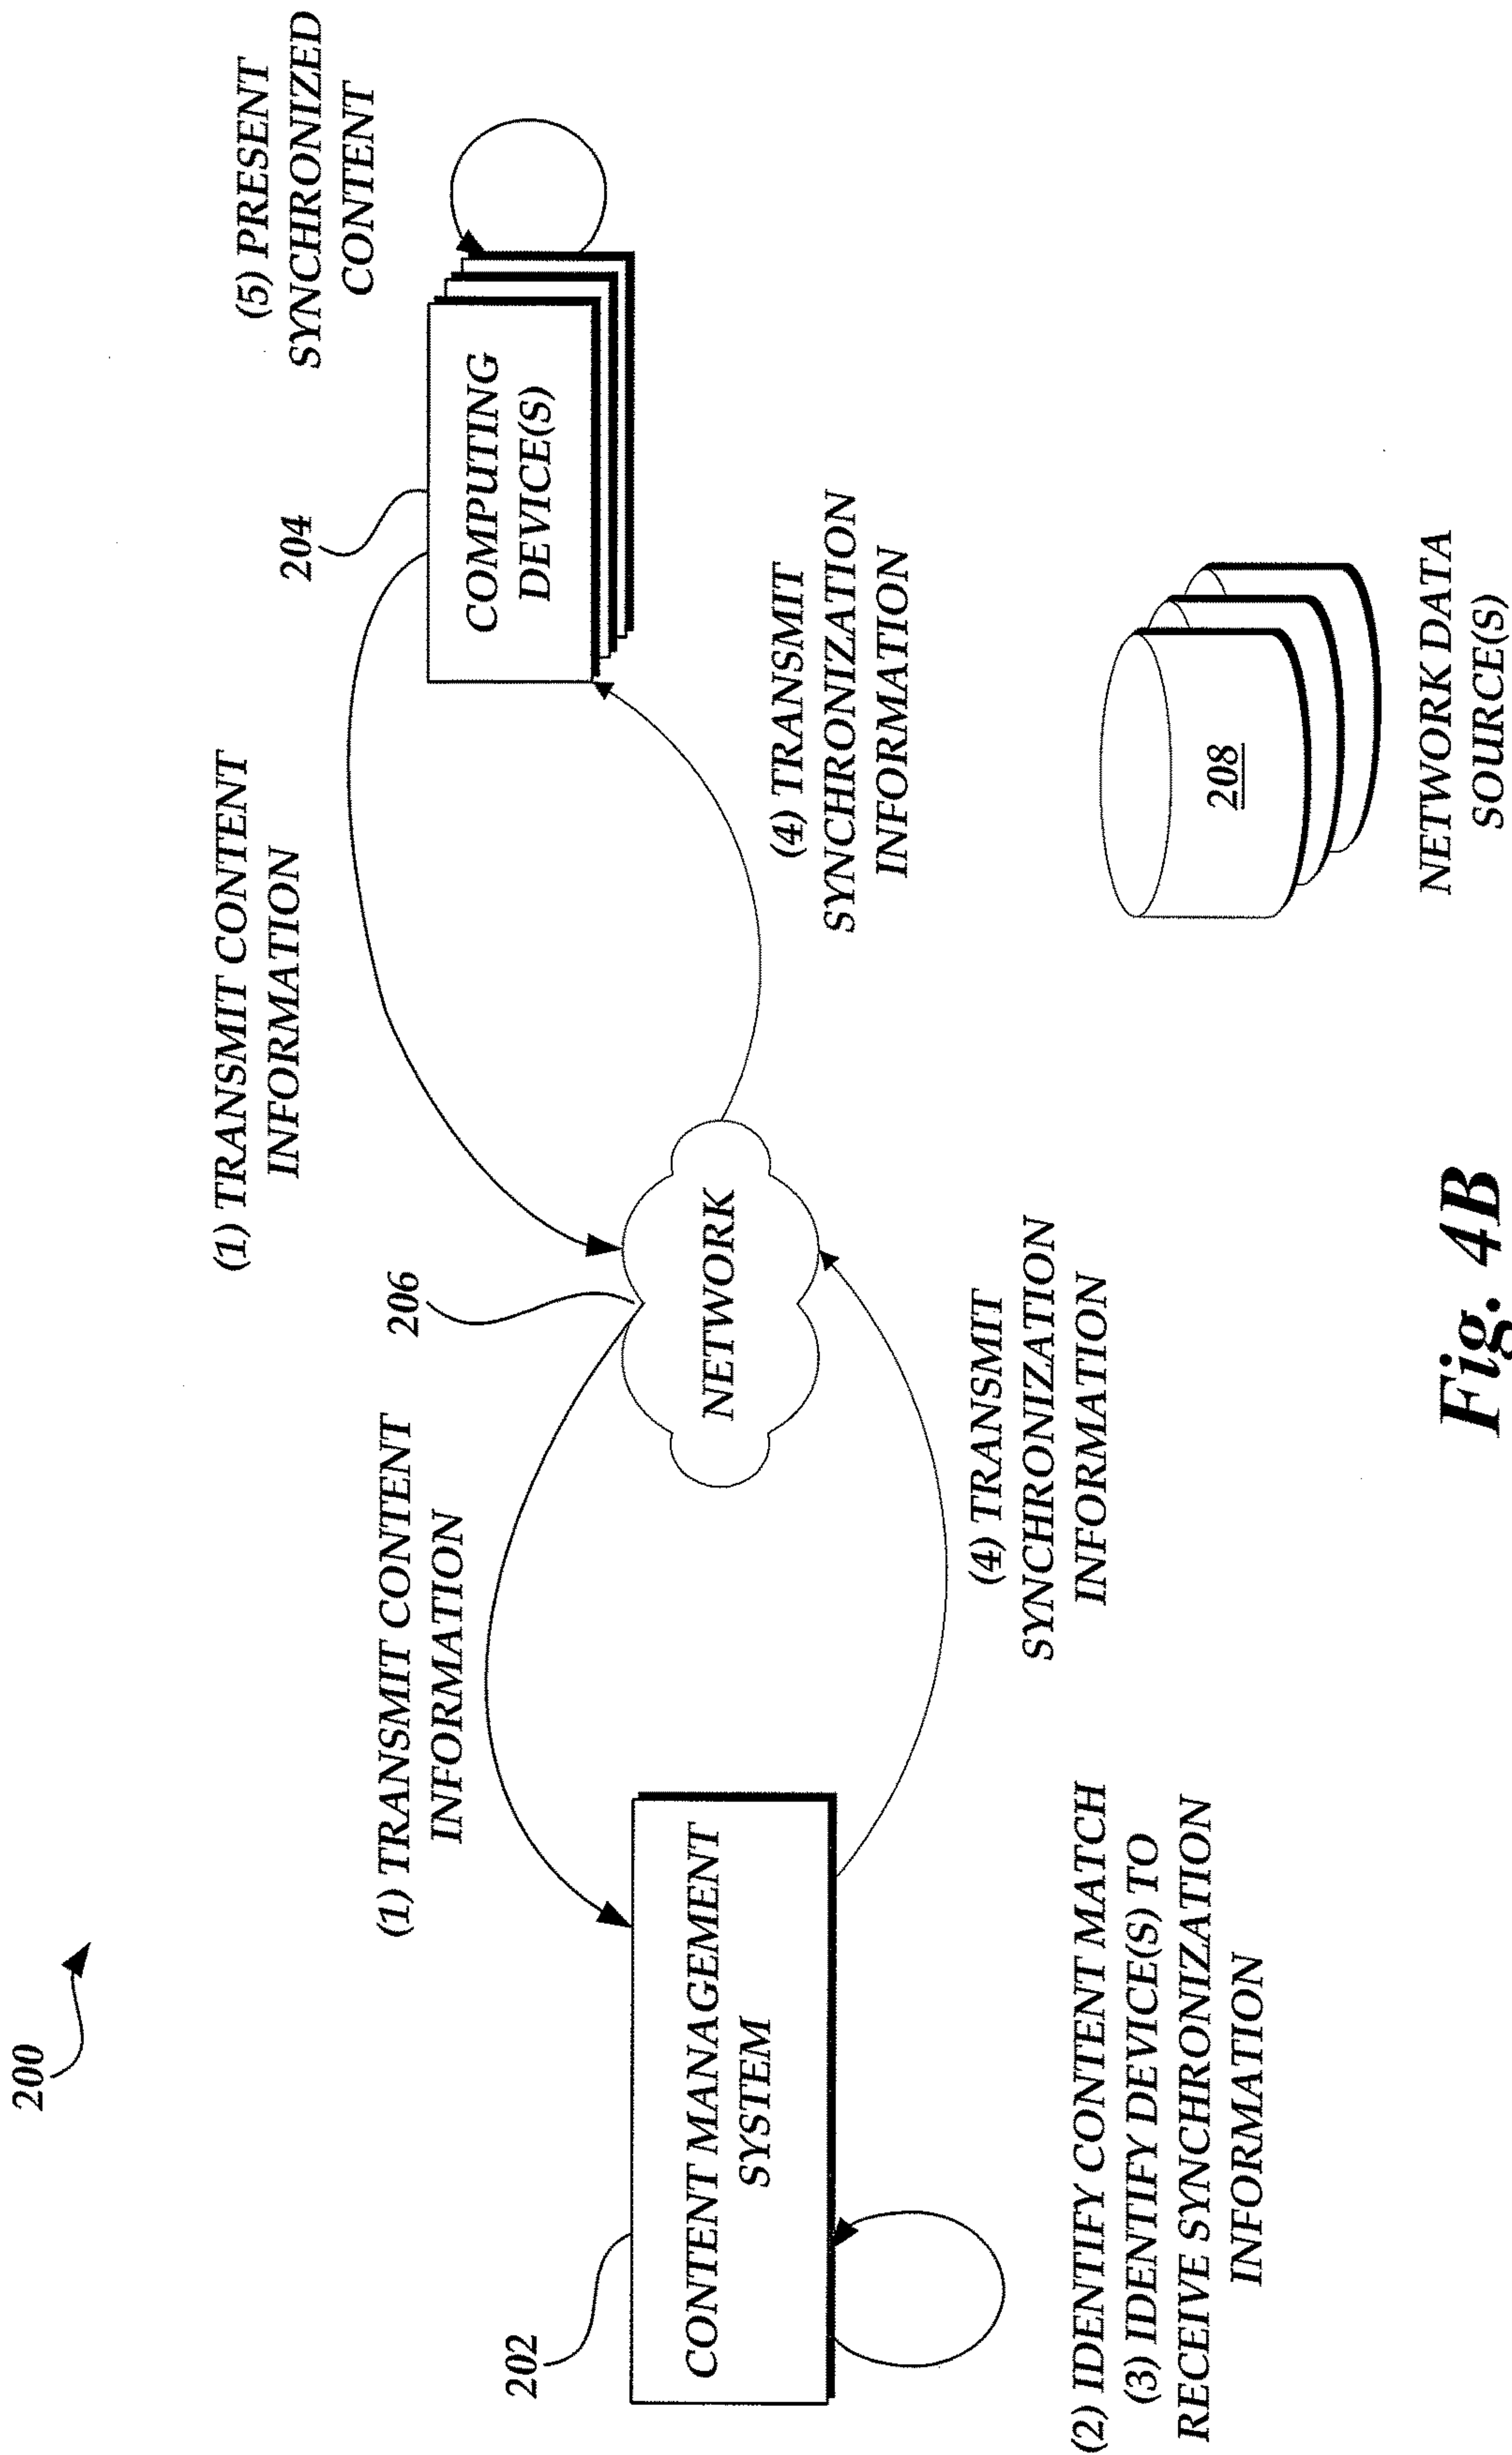 200
(1) TRANSMIT CONTENT
INFORMATION
204
(5) PRESENT
SYNCHRONIZED
CONTENT
COMPUTING
DEVICE(S)
206
(1) TRANSMIT CONTENT
INFORMATION
202
CONTENT MANAGEMENT
SYSTEM
NETWORK
(4) TRANSMIT
SYNCHRONIZATION
INFORMATION
(4) TRANSMIT
SYNCHRONIZATION
INFORMATION
(2) IDENTIFY CONTENT MATCH
(3) IDENTIFY DEVICE(S) TO
RECEIVE SYNCHRONIZATION
INFORMATION
208
NETWORK DATA
SOURCE(S)
Fig. 4B